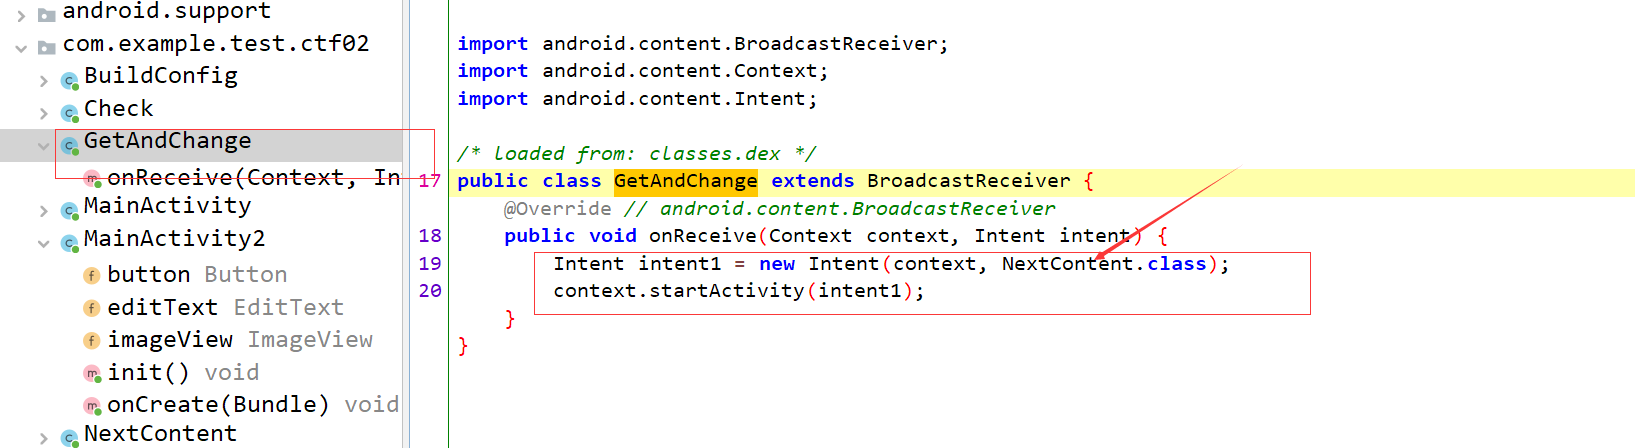 android.support
com.example.test.ctf02
BuildConfig
Check
GetAndChange
onReceive(Context, In
MainActivity
MainActivity2
button Button
editText EditText
imageView ImageView
init() void
onCreate(Bundle) void
NextContent
import android.content.BroadcastReceiver;
import android.content.Context;
import android.content.Intent;
/* loaded from: classes.dex */
17 public class GetAndChange extends BroadcastReceiver {
@Override // android.content.BroadcastReceiver
18 public void onReceive(Context context, Intent intent) {
19 Intent intent1 = new Intent(context, NextContent.class);
20 context.startActivity(intent1);
}
}